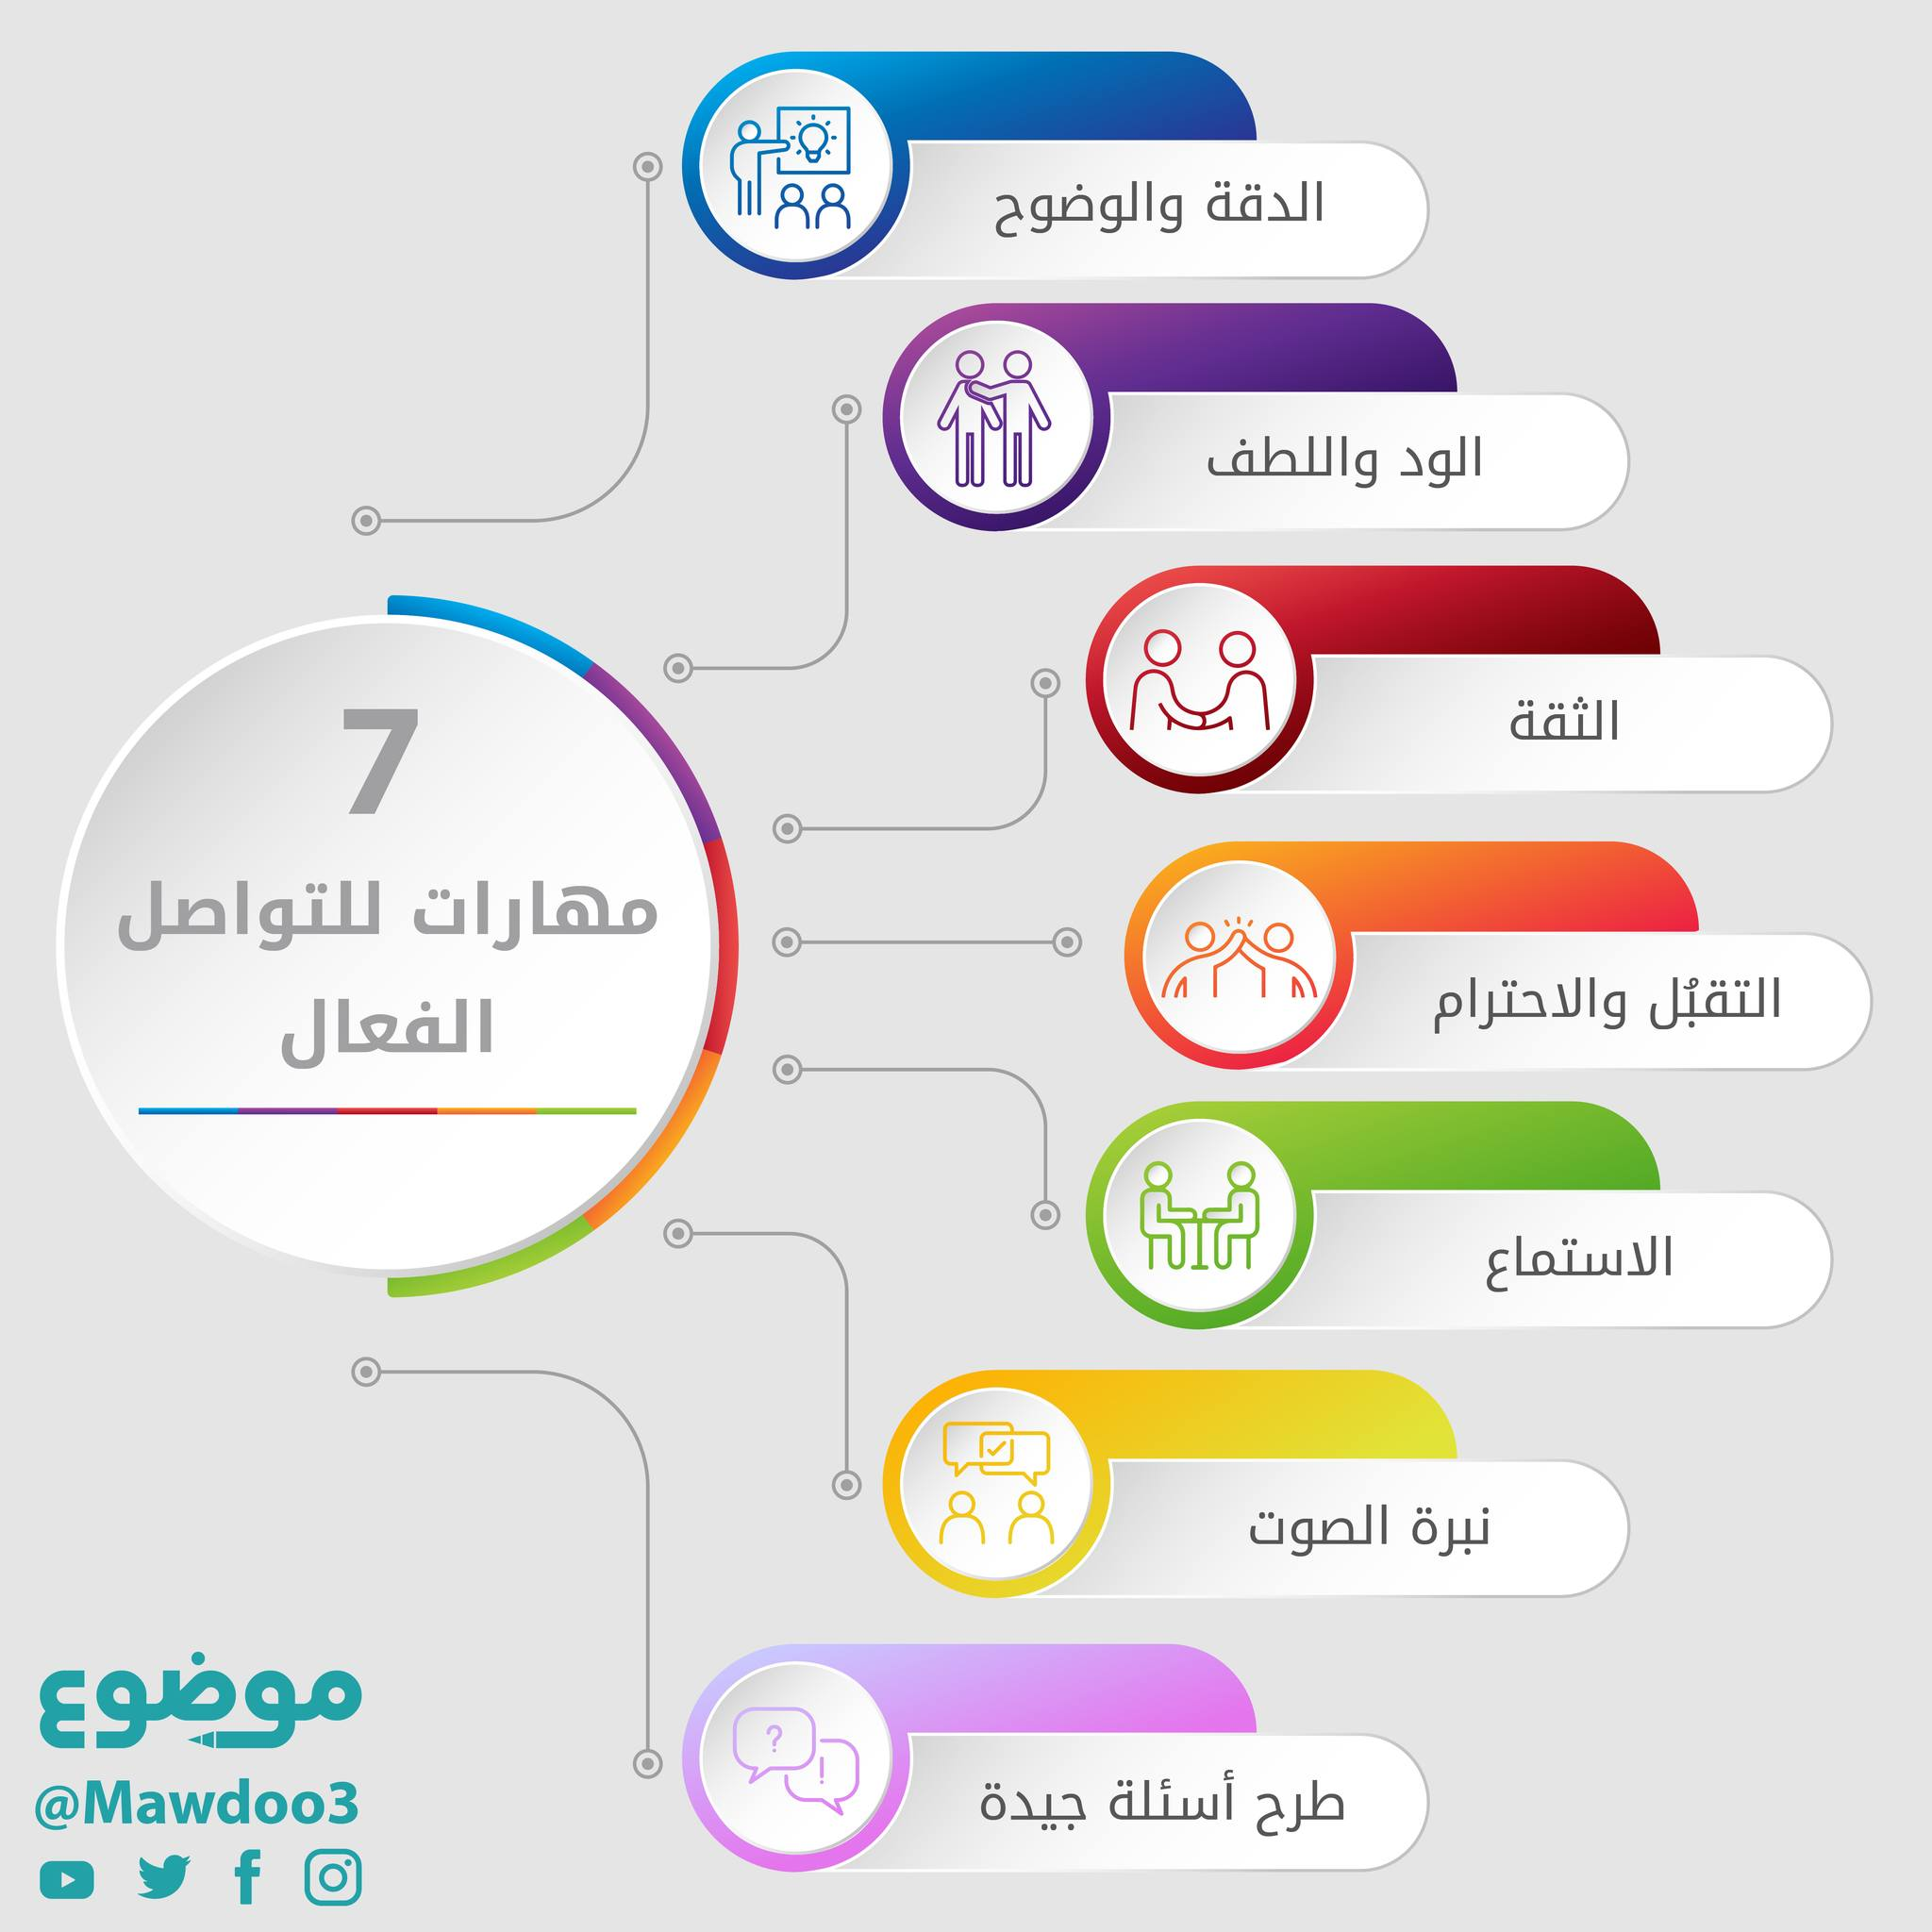 7
مهارات للتواصل
الفعال
الدقة والوضوح
الود واللطف
الثقة
التقبُل والاحترام
الاستماع
نبرة الصوت
طرح أسئلة جيدة
موضوع
@Mawdoo3